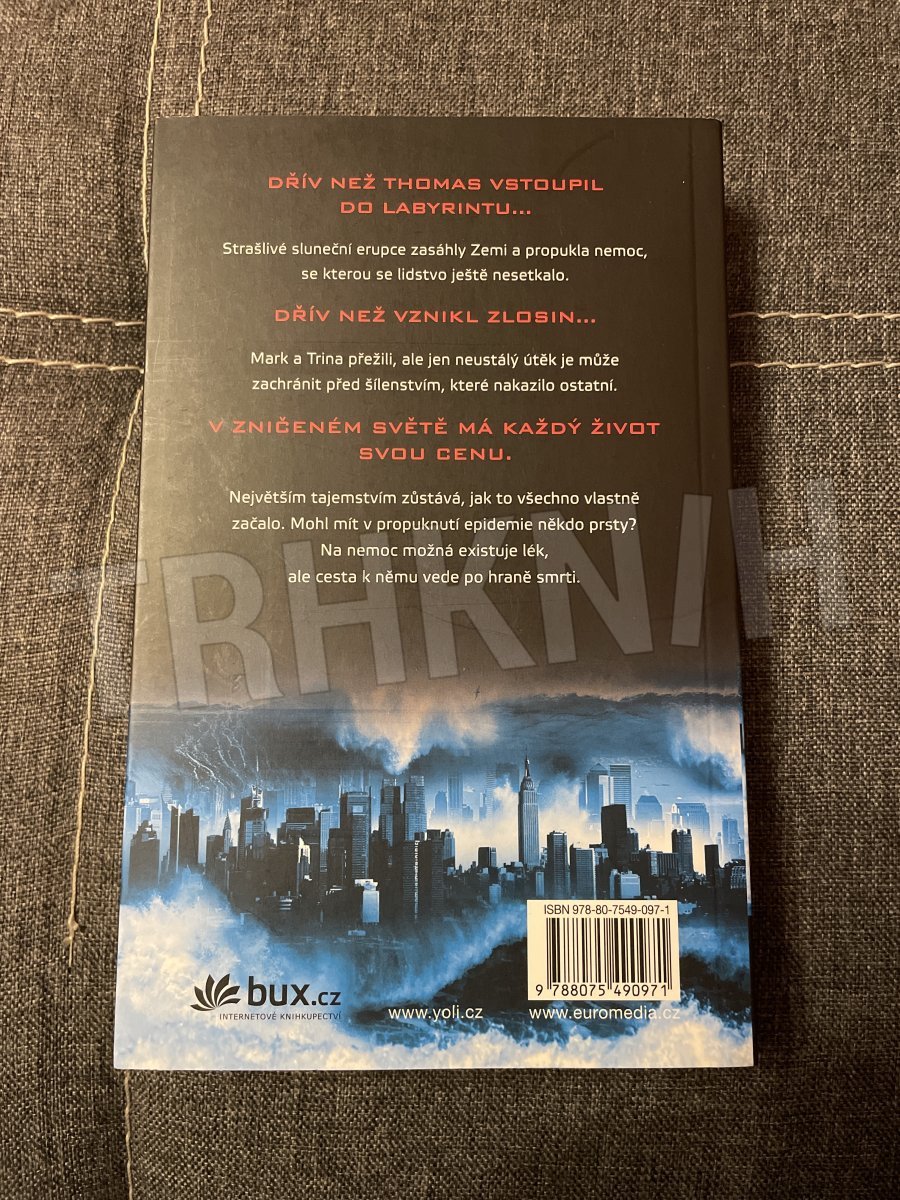 DŘÍV NEŽ THOMAS VSTOUPIL
DO LABYRINTU...
Strašlivé sluneční erupce zasáhly Zemi a propukla nemoc,
se kterou se lidstvo ještě nesetkalo.
DŘÍV NEŽ VZNIKL ZLOSIN...
Mark a Trina přežili, ale jen neustálý útěk je může
zachránit před šílenstvím, které nakazilo ostatní.
V ZNIČENÉM SVĚTĚ MÁ KAŽDÝ ŽIVOT
SVOU CENU.
Největším tajemstvím zůstává, jak to všechno vlastně
začalo. Mohl mít v propuknutí epidemie někdo prsty?
Na nemoc možná existuje lék,
ale cesta k němu vede po hraně smrti.
TRHKNIH
ISBN 978-80-7549-097-1
9 788075 490971
bux.cz
INTERNETOVÉ KNIHKUPECTVÍ
www.yoli.cz
www.euromedia.cz